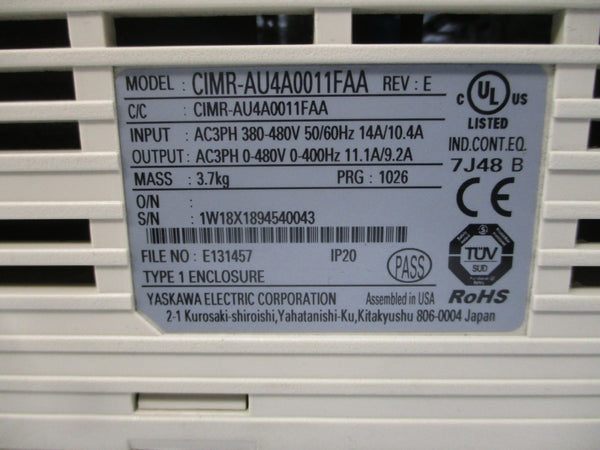 MODEL : CIMR-AU4A0011FAA REV : E
C/C : CIMR-AU4A0011FAA
INPUT : AC3PH 380-480V 50/60Hz 14A/10.4A
OUTPUT : AC3PH 0-480V 0-400Hz 11.1A/9.2A
MASS : 3.7kg PRG : 1026
O/N :
S/N : 1W18X1894540043
FILE NO : E131457 IP20
TYPE 1 ENCLOSURE
PASS
YASKAWA ELECTRIC CORPORATION Assembled in USA
2-1 Kurosaki-shiroishi,Yahatanishi-Ku,Kitakyushu 806-0004 Japan
C UL US
LISTED
IND.CONT.EQ.
7J48 B
CE
TÜV
SUD
RoHS